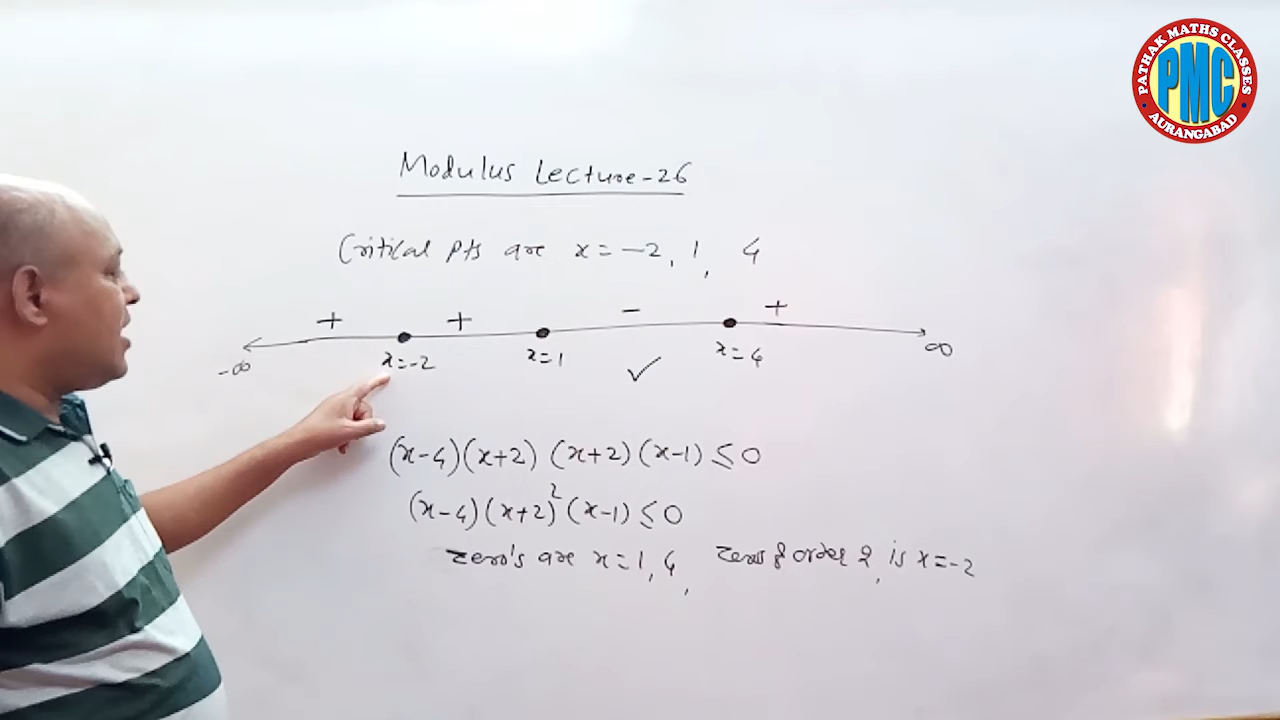 PATHAK MATHS CLASSES
PMC
AURANGABAD
Modulus Lecture-26
Critical pts are x = -2, 1, 4
+ + - +
-∞ x=-2 x=1 ✓ x=4 ∞
(x-4)(x+2) (x+2)(x-1) ≤ 0
(x-4)(x+2)²(x-1) ≤ 0
zero's are x=1, 4, zero of order 2, is x=-2